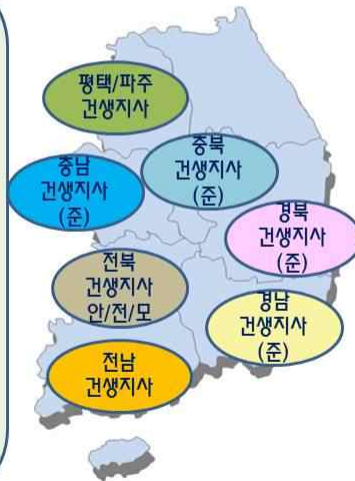 평택/파주
건생지사
충북
건생지사
(준)
충남
건생지사
(준)
경북
건생지사
(준)
전북
건생지사
안/전/모
경남
건생지사
(준)
전남
건생지사